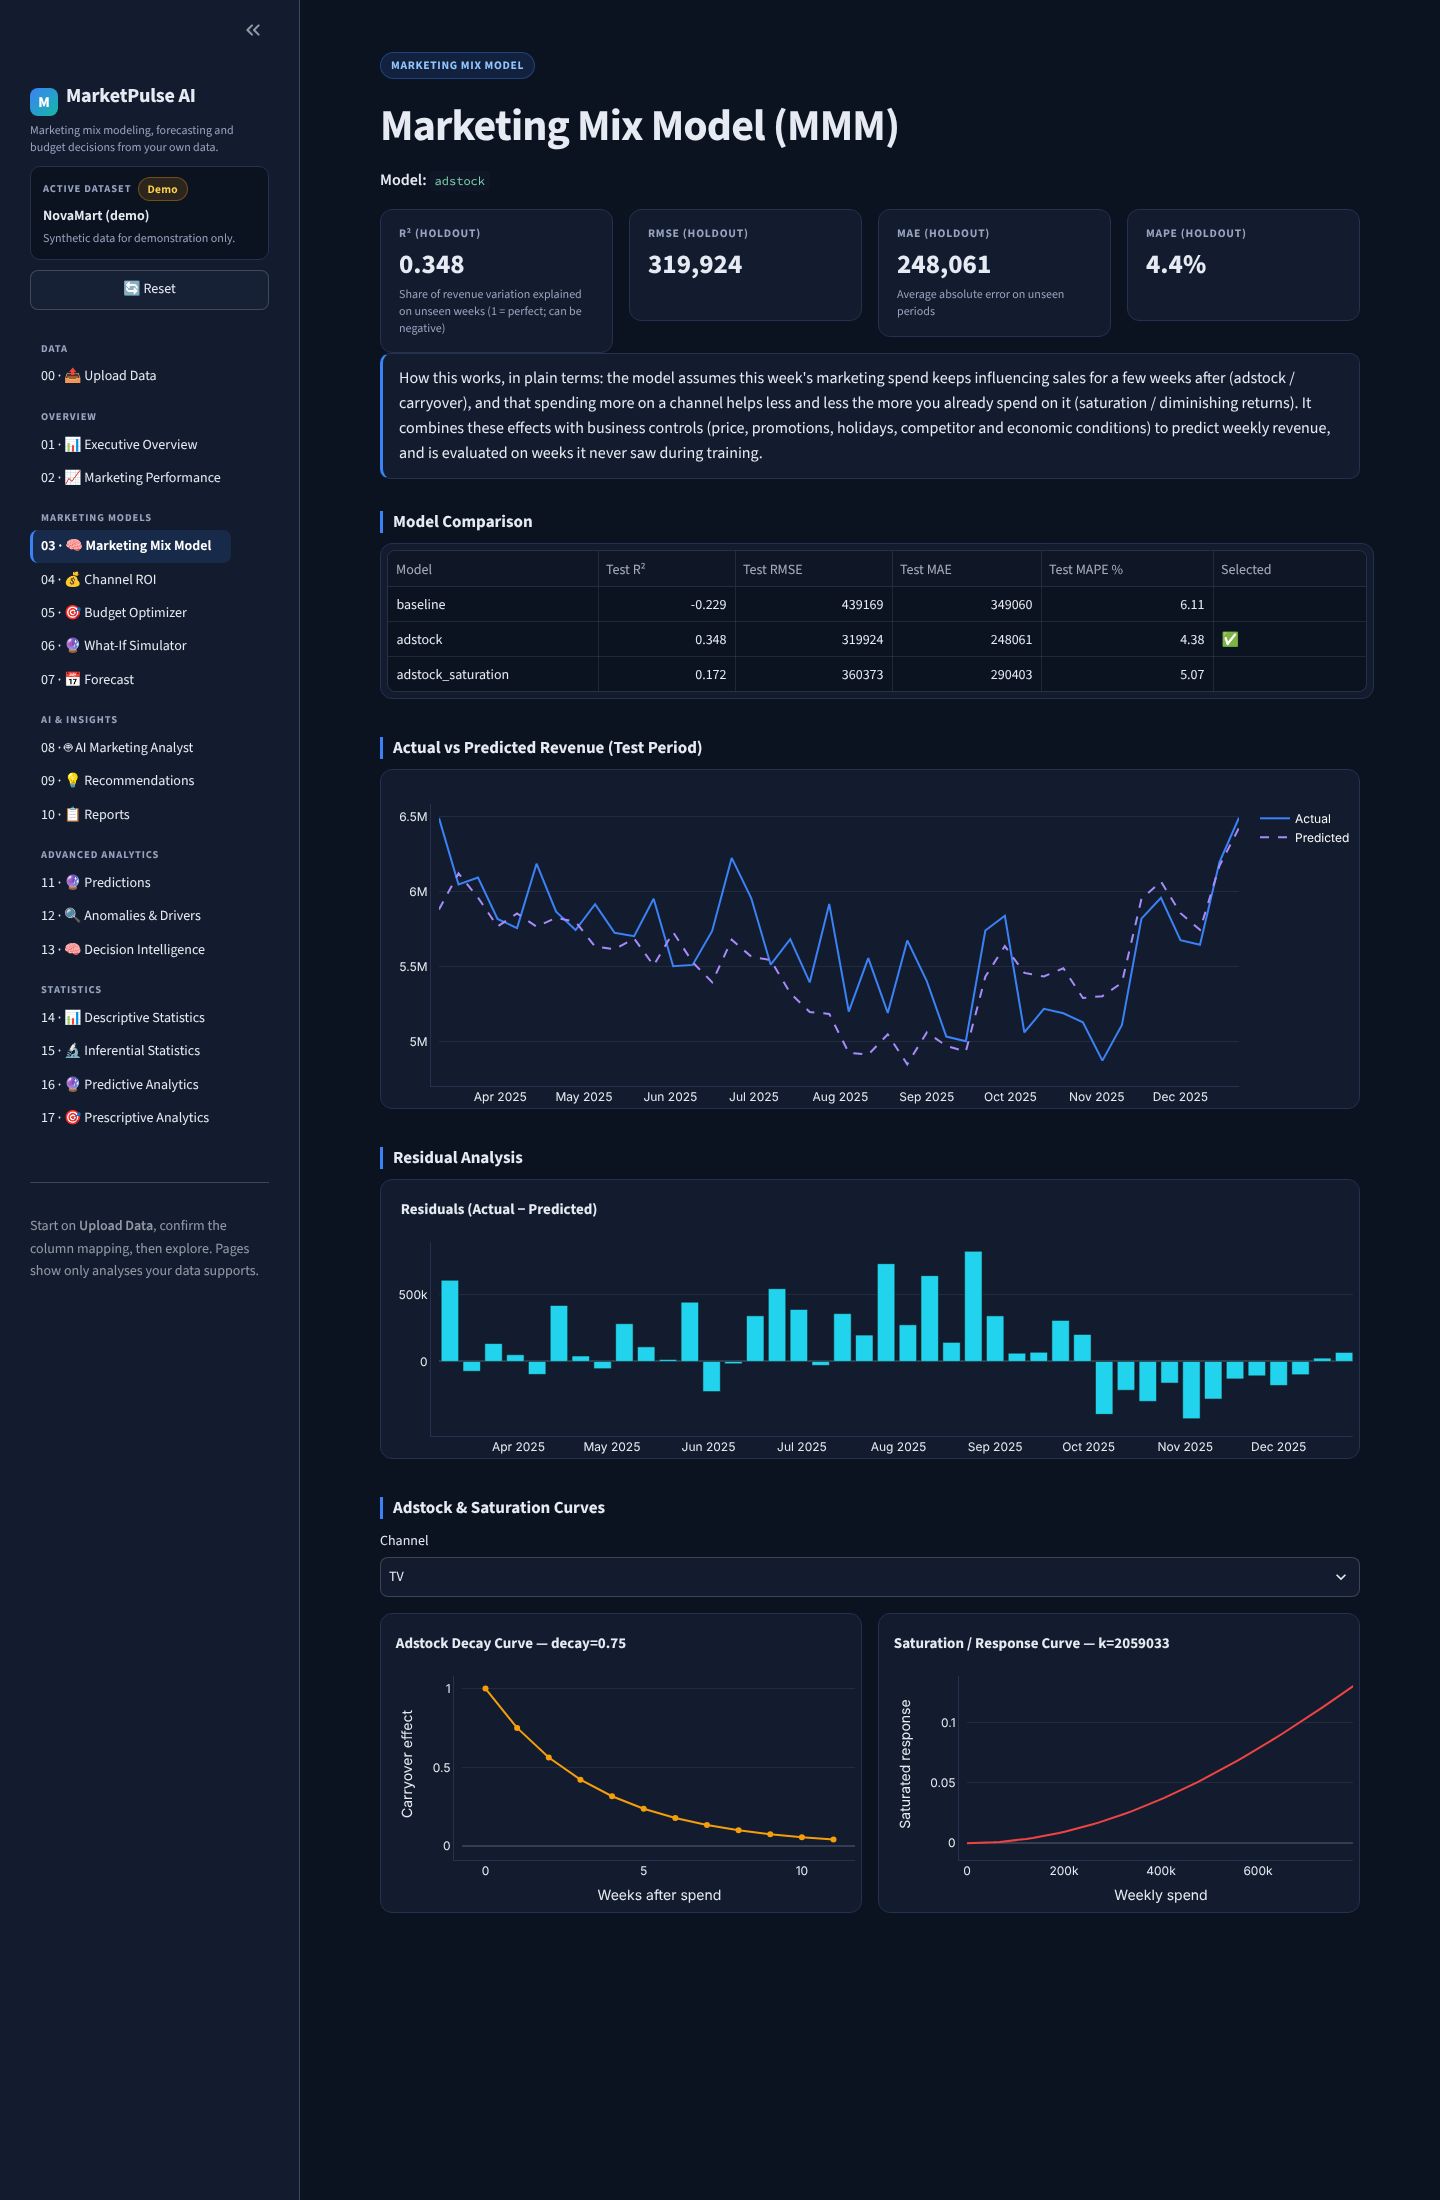 M MarketPulse AI
Marketing mix modeling, forecasting and
budget decisions from your own data.
ACTIVE DATASET Demo
NovaMart (demo)
Synthetic data for demonstration only.
🔄 Reset
DATA
00 · 📤 Upload Data
OVERVIEW
01 · 📊 Executive Overview
02 · 📈 Marketing Performance
MARKETING MODELS
03 · 🧠 Marketing Mix Model
04 · 💰 Channel ROI
05 · 🎯 Budget Optimizer
06 · 🔮 What-If Simulator
07 · 📅 Forecast
AI & INSIGHTS
08 · AI Marketing Analyst
09 · 💡 Recommendations
10 · 📋 Reports
ADVANCED ANALYTICS
11 · 🔮 Predictions
12 · 🔍 Anomalies & Drivers
13 · 🧠 Decision Intelligence
STATISTICS
14 · 📊 Descriptive Statistics
15 · 🔬 Inferential Statistics
16 · 🔮 Predictive Analytics
17 · 🎯 Prescriptive Analytics
Start on Upload Data, confirm the
column mapping, then explore. Pages
show only analyses your data supports.
MARKETING MIX MODEL
Marketing Mix Model (MMM)
Model: adstock
R² (HOLDOUT)
0.348
Share of revenue variation explained
on unseen weeks (1 = perfect; can be
negative)
RMSE (HOLDOUT)
319,924
MAE (HOLDOUT)
248,061
Average absolute error on unseen
periods
MAPE (HOLDOUT)
4.4%
How this works, in plain terms: the model assumes this week's marketing spend keeps influencing sales for a few weeks after (adstock /
carryover), and that spending more on a channel helps less and less the more you already spend on it (saturation / diminishing returns). It
combines these effects with business controls (price, promotions, holidays, competitor and economic conditions) to predict weekly revenue,
and is evaluated on weeks it never saw during training.
Model Comparison
Model Test R² Test RMSE Test MAE Test MAPE % Selected
baseline -0.229 439169 349060 6.11
adstock 0.348 319924 248061 4.38 ✅
adstock_saturation 0.172 360373 290403 5.07
Actual vs Predicted Revenue (Test Period)
6.5M
6M
5.5M
5M
Actual
Predicted
Apr 2025 May 2025 Jun 2025 Jul 2025 Aug 2025 Sep 2025 Oct 2025 Nov 2025 Dec 2025
Residual Analysis
Residuals (Actual − Predicted)
500k
0
Apr 2025 May 2025 Jun 2025 Jul 2025 Aug 2025 Sep 2025 Oct 2025 Nov 2025 Dec 2025
Adstock & Saturation Curves
Channel
TV
Adstock Decay Curve — decay=0.75
Carryover effect
1
0.5
0
0 5 10
Weeks after spend
Saturation / Response Curve — k=2059033
Saturated response
0.1
0.05
0
0 200k 400k 600k
Weekly spend